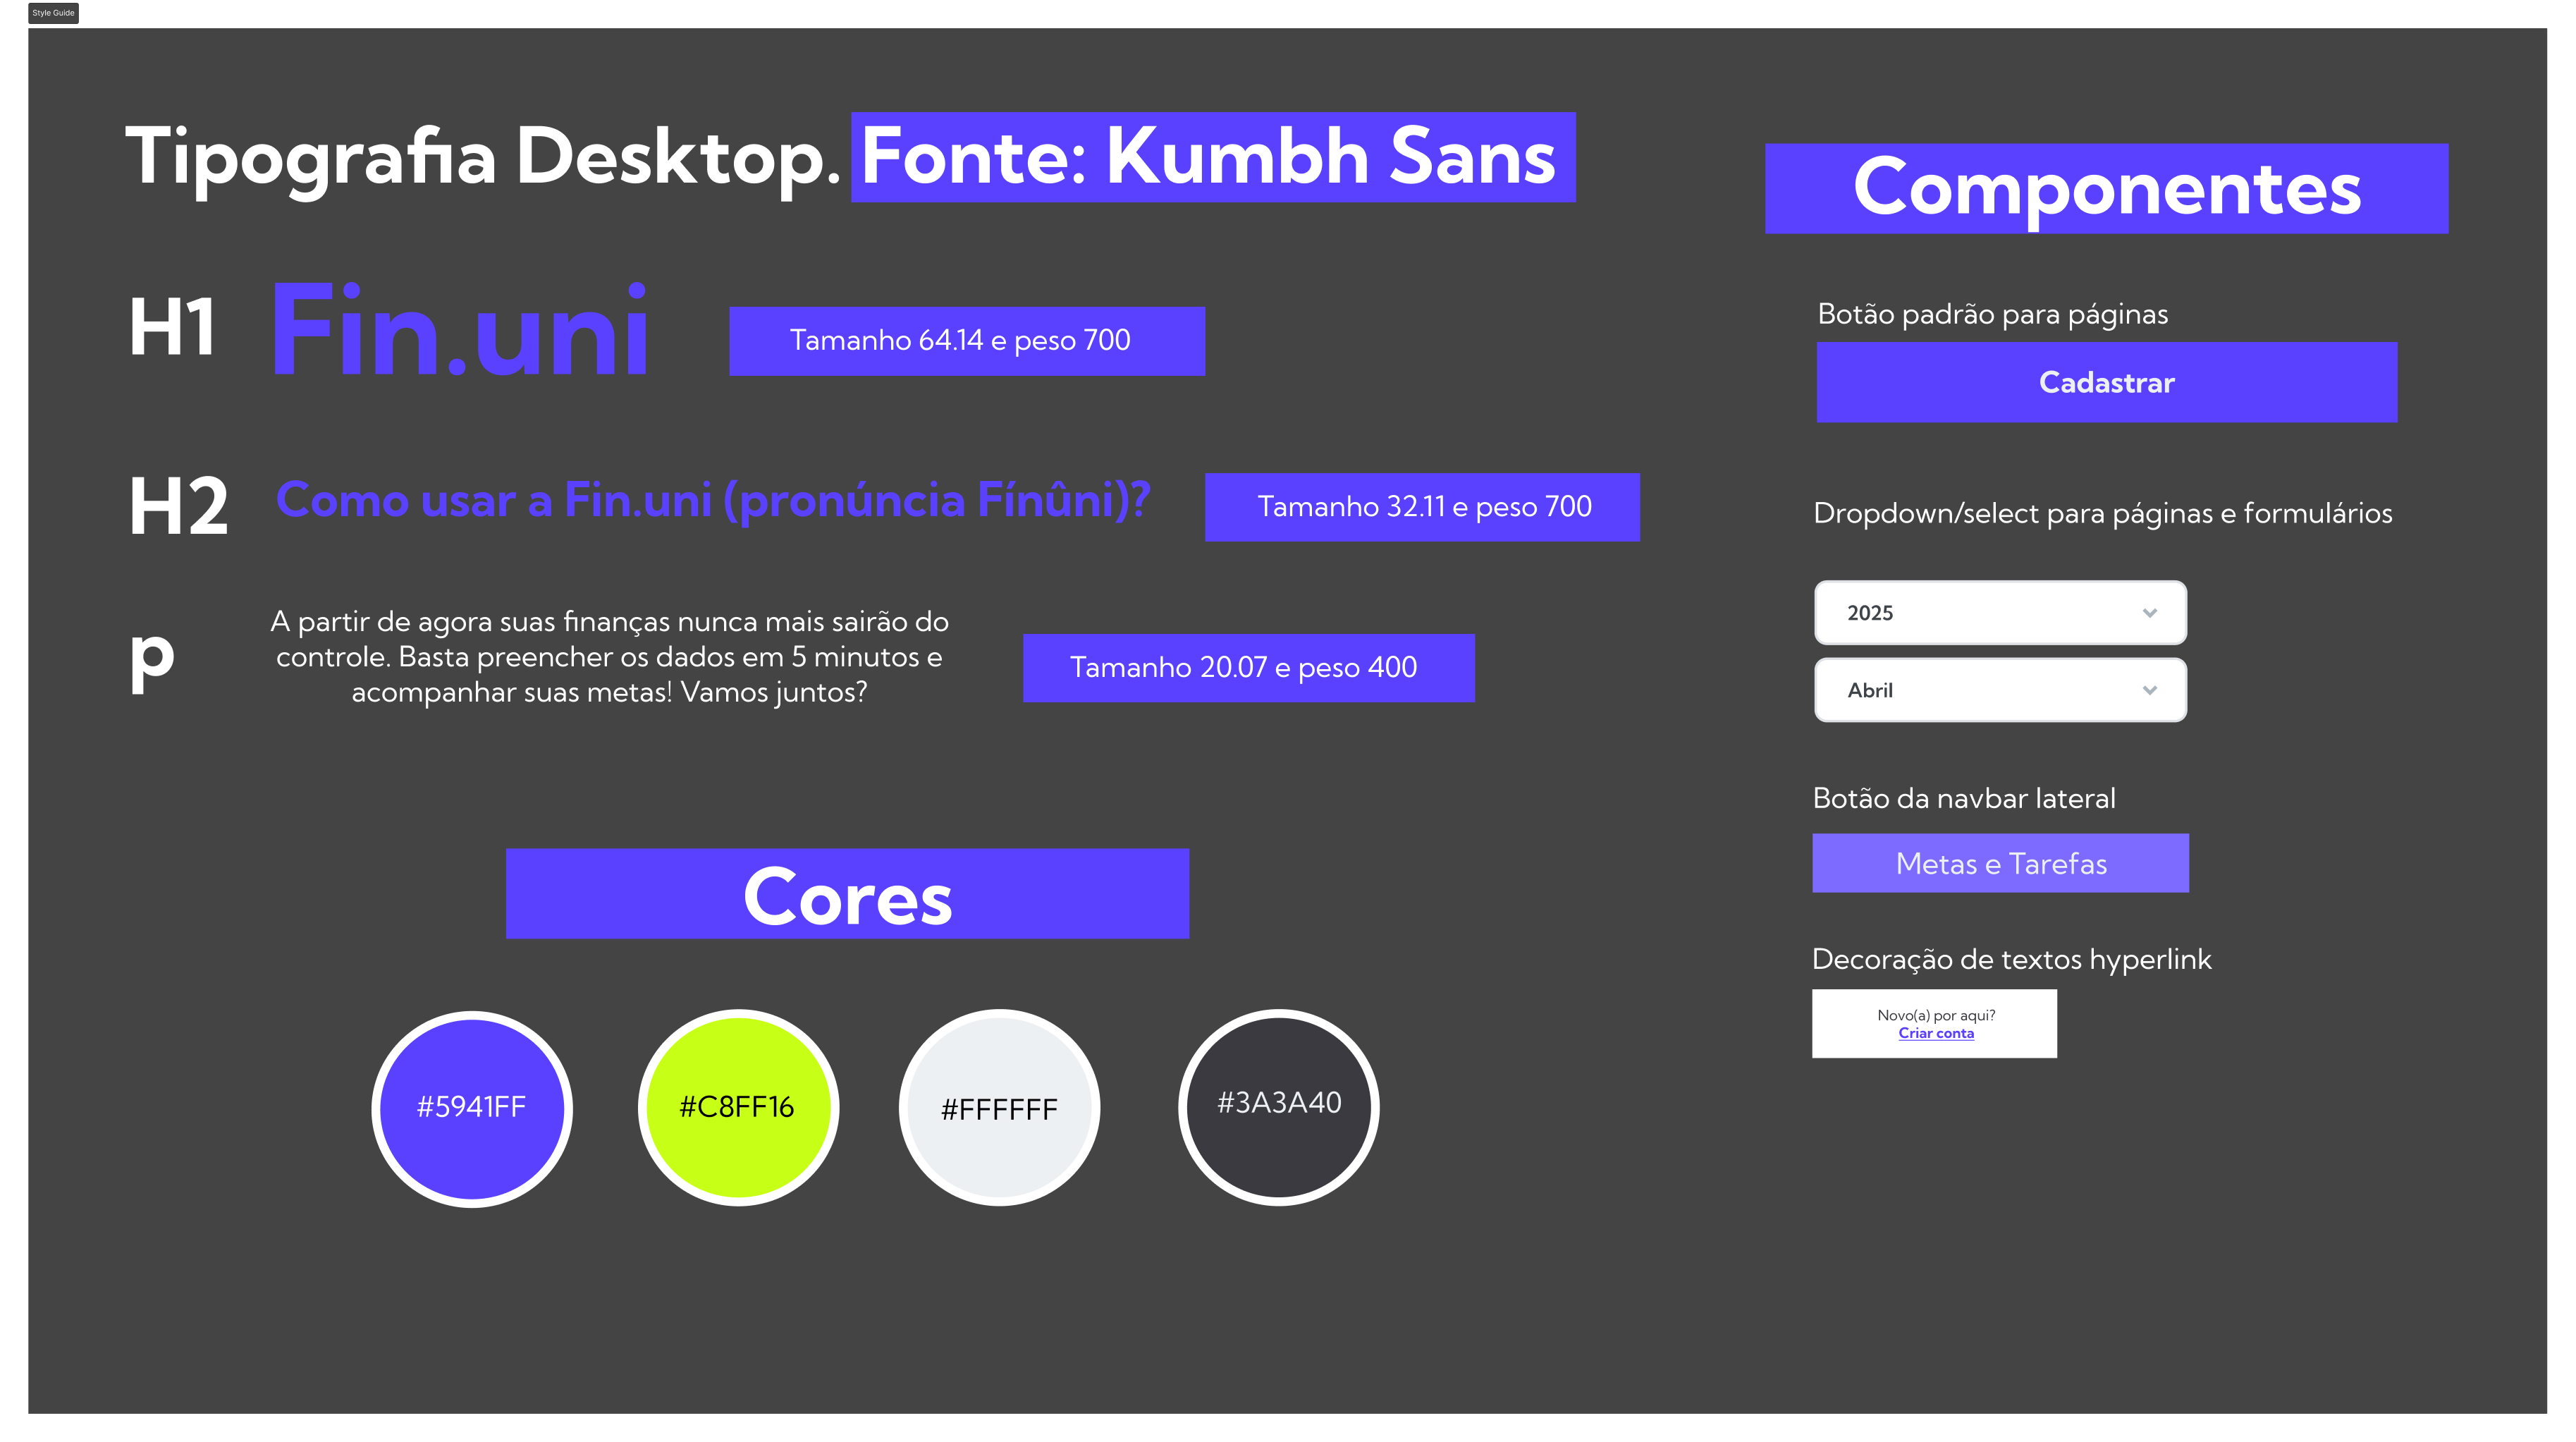 Style Guide
Tipografia Desktop. Fonte: Kumbh Sans
H1
Fin.uni
Tamanho 64.14 e peso 700
H2
Como usar a Fin.uni (pronúncia Fínûni)?
Tamanho 32.11 e peso 700
p
A partir de agora suas finanças nunca mais sairão do
controle. Basta preencher os dados em 5 minutos e
acompanhar suas metas! Vamos juntos?
Tamanho 20.07 e peso 400
Cores
#5941FF
#C8FF16
#FFFFFF
#3A3A40
Componentes
Botão padrão para páginas
Cadastrar
Dropdown/select para páginas e formulários
2025
Abril
Botão da navbar lateral
Metas e Tarefas
Decoração de textos hyperlink
Novo(a) por aqui?
Criar conta